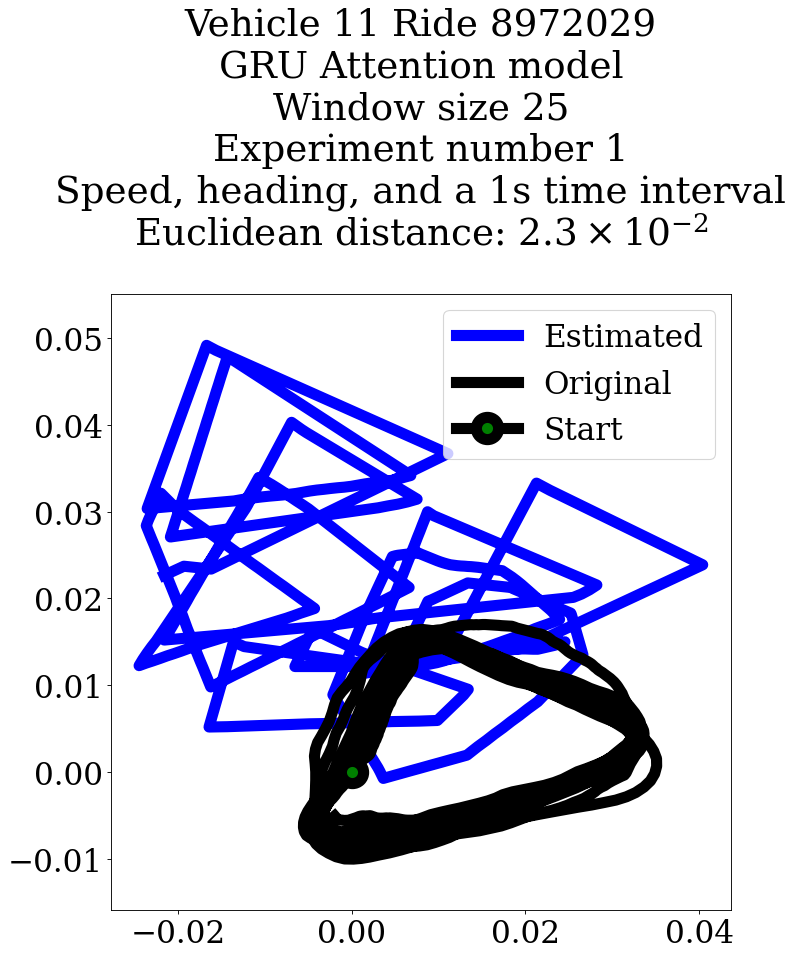 Vehicle 11 Ride 8972029
GRU Attention model
Window size 25
Experiment number 1
Speed, heading, and a 1s time interval
Euclidean distance: 2.3 × 10⁻²
Estimated
Original
Start
0.05
0.04
0.03
0.02
0.01
0.00
−0.01
−0.02 0.00 0.02 0.04